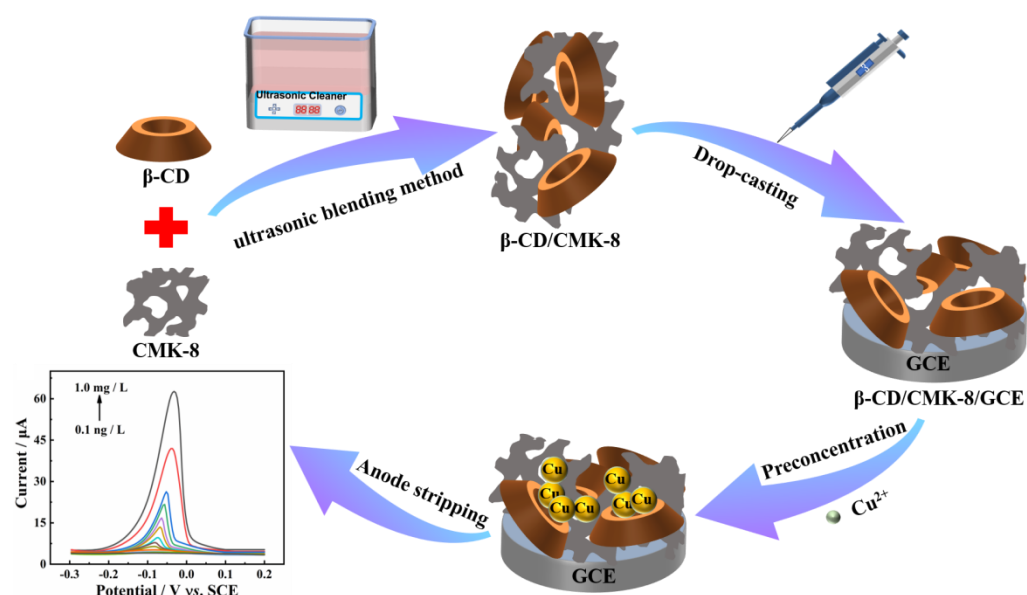 Ultrasonic Cleaner
88 88
β-CD
ultrasonic blending method
CMK-8
β-CD/CMK-8
Drop-casting
GCE
β-CD/CMK-8/GCE
Preconcentration
Cu²⁺
Cu
Cu
Cu
Cu
Cu
Cu
Cu
GCE
Anode stripping
1.0 mg / L
0.1 ng / L
Current / μA
60
45
30
15
0
-0.3
-0.2
-0.1
0.0
0.1
0.2
Potential / V vs. SCE